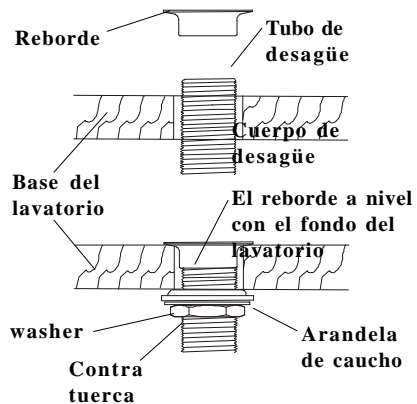 Reborde
Tubo de
desagüe
Cuerpo de
desagüe
Base del
lavatorio
El reborde a nivel
con el fondo del
lavatorio
washer
Arandela
de caucho
Contra
tuerca